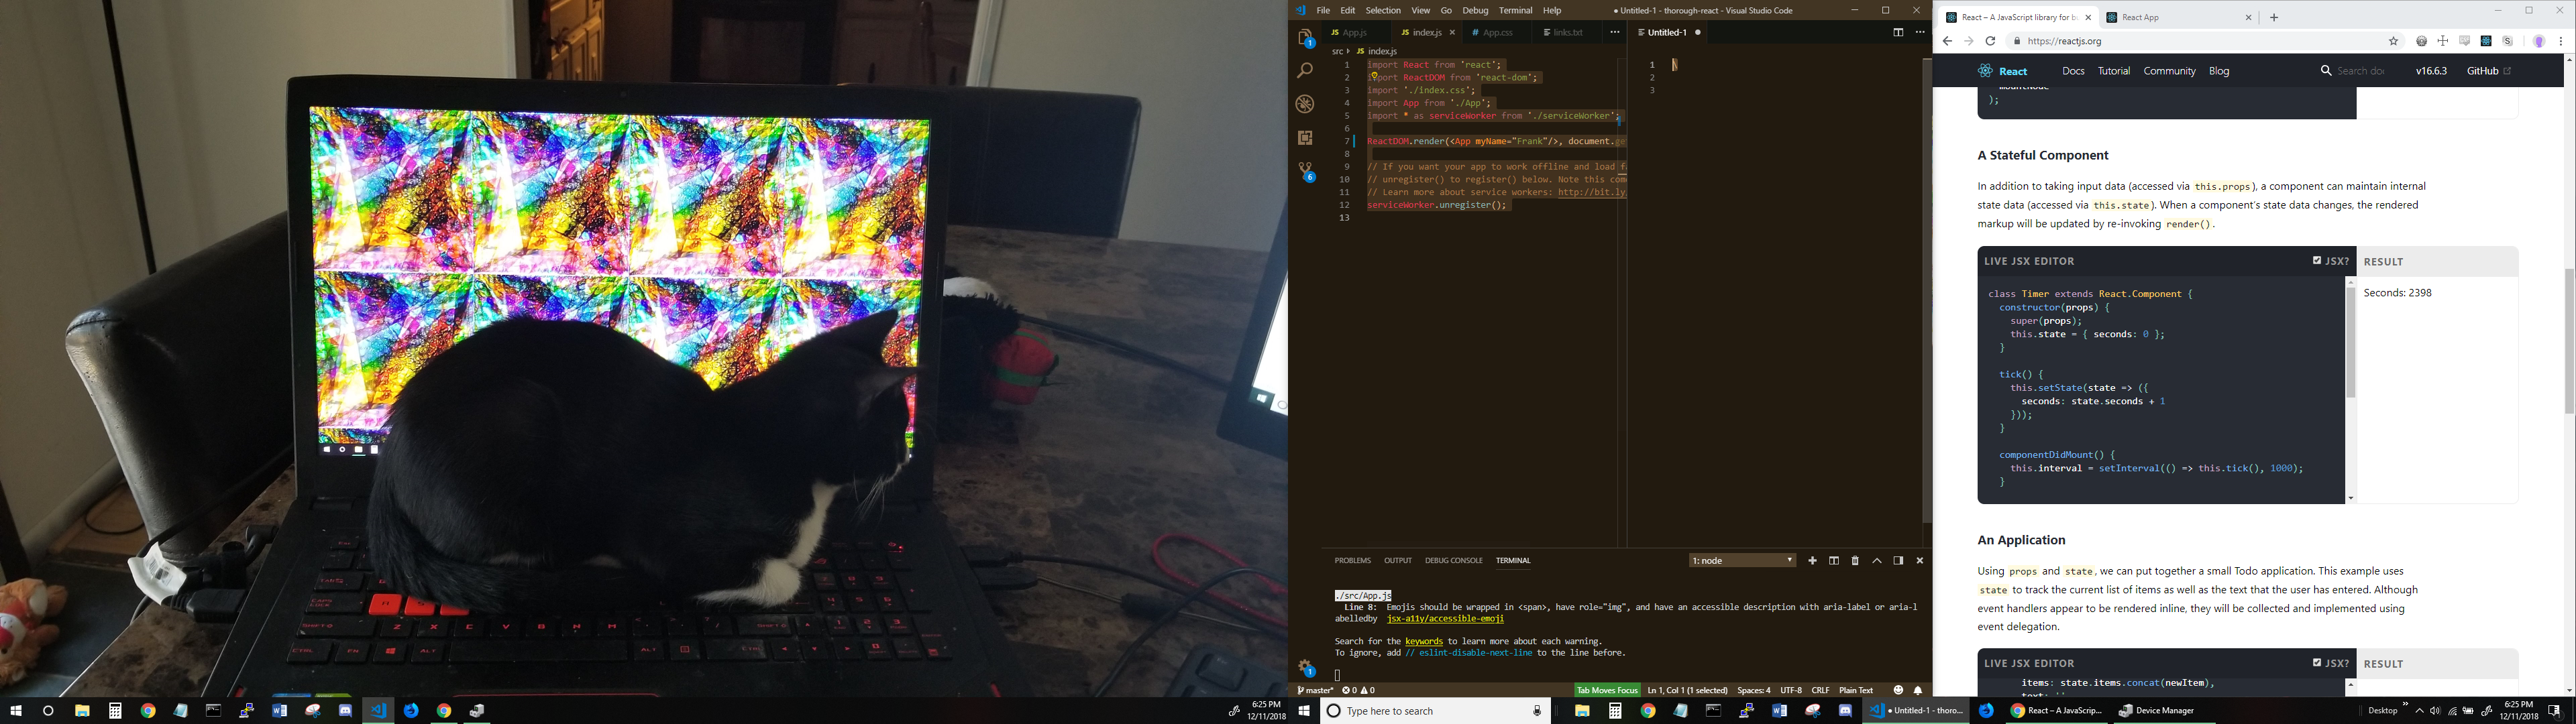 File Edit Selection View Go Debug Terminal Help
● Untitled-1 - thorough-react - Visual Studio Code
JS App.js
JS index.js
# App.css
links.txt
Untitled-1 ●
src › JS index.js
1 import React from 'react';
2 import ReactDOM from 'react-dom';
3 import './index.css';
4 import App from './App';
5 import * as serviceWorker from './serviceWorker';
6
7 ReactDOM.render(<App myName="Frank"/>, document.ge
8
9 // If you want your app to work offline and load f
10 // unregister() to register() below. Note this com
11 // Learn more about service workers: http://bit.ly/
12 serviceWorker.unregister();
13
1 \
2
3
PROBLEMS OUTPUT DEBUG CONSOLE TERMINAL
1: node
./src/App.js
Line 8: Emojis should be wrapped in <span>, have role="img", and have an accessible description with aria-label or aria-l
abelledby jsx-a11y/accessible-emoji
Search for the keywords to learn more about each warning.
To ignore, add // eslint-disable-next-line to the line before.
master* 0 0
Tab Moves Focus Ln 1, Col 1 (1 selected) Spaces: 4 UTF-8 CRLF Plain Text
React – A JavaScript library for bu
React App
https://reactjs.org
React Docs Tutorial Community Blog Search doc v16.6.3 GitHub
mountNode
);
A Stateful Component
In addition to taking input data (accessed via this.props), a component can maintain internal
state data (accessed via this.state). When a component's state data changes, the rendered
markup will be updated by re-invoking render().
LIVE JSX EDITOR JSX?
RESULT
class Timer extends React.Component {
constructor(props) {
super(props);
this.state = { seconds: 0 };
}
tick() {
this.setState(state => ({
seconds: state.seconds + 1
}));
}
componentDidMount() {
this.interval = setInterval(() => this.tick(), 1000);
}
Seconds: 2398
An Application
Using props and state, we can put together a small Todo application. This example uses
state to track the current list of items as well as the text that the user has entered. Although
event handlers appear to be rendered inline, they will be collected and implemented using
event delegation.
LIVE JSX EDITOR JSX?
RESULT
items: state.items.concat(newItem),
text: ''
6:25 PM
12/11/2018
Type here to search
● Untitled-1 - thoro...
React – A JavaScrip...
Device Manager
Desktop
6:25 PM
12/11/2018